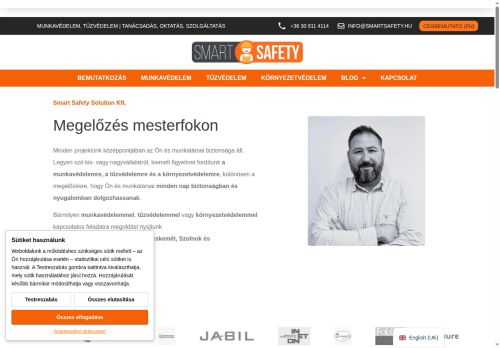 MUNKAVÉDELEM, TŰZVÉDELEM | TANÁCSADÁS, OKTATÁS, SZOLGÁLTATÁS
+36 30 911 4114
INFO@SMARTSAFETY.HU
CÉGBEMUTATÓ (EN)
SMART SAFETY
BEMUTATKOZÁS MUNKAVÉDELEM TŰZVÉDELEM KÖRNYEZETVÉDELEM BLOG KAPCSOLAT
Smart Safety Solution Kft.
Megelőzés mesterfokon
Minden projektünk középpontjában az Ön és munkatársai biztonsága áll.
Legyen szó kis- vagy nagyvállalatról, kiemelt figyelmet fordítunk a
munkavédelemre, a tűzvédelemre és a környezetvédelemre, különösen a
megelőzésre, hogy Ön és munkatársai minden nap biztonságban és
nyugalomban dolgozhassanak.
Bármilyen munkavédelemmel, tűzvédelemmel vagy környezetvédelemmel
kapcsolatos feladatra megoldást nyújtunk
Szolnok és
Sütiket használunk
Weboldalunk a működéshez szükséges sütik mellett – az
Ön hozzájárulása esetén – statisztikai célú sütiket is
használ. A Testreszabás gombra kattintva kiválaszthatja,
mely sütik használatához járul hozzá. Hozzájárulását
később bármikor módosíthatja vagy visszavonhatja.
Testreszabás
Összes elutasítása
Összes elfogadása
Adatkezelési tájékoztató
JABIL
English (UK)